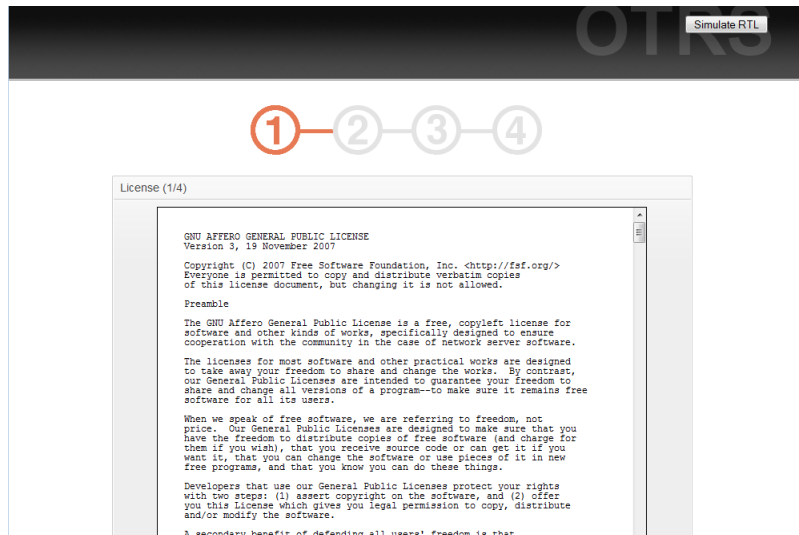 OTRS
Simulate RTL
1 2 3 4
License (1/4)
GNU AFFERO GENERAL PUBLIC LICENSE
Version 3, 19 November 2007
Copyright (C) 2007 Free Software Foundation, Inc. <http://fsf.org/>
Everyone is permitted to copy and distribute verbatim copies
of this license document, but changing it is not allowed.
Preamble
The GNU Affero General Public License is a free, copyleft license for
software and other kinds of works, specifically designed to ensure
cooperation with the community in the case of network server software.
The licenses for most software and other practical works are designed
to take away your freedom to share and change the works.  By contrast,
our General Public Licenses are intended to guarantee your freedom to
share and change all versions of a program--to make sure it remains free
software for all its users.
When we speak of free software, we are referring to freedom, not
price.  Our General Public Licenses are designed to make sure that you
have the freedom to distribute copies of free software (and charge for
them if you wish), that you receive source code or can get it if you
want it, that you can change the software or use pieces of it in new
free programs, and that you know you can do these things.
Developers that use our General Public Licenses protect your rights
with two steps: (1) assert copyright on the software, and (2) offer
you this License which gives you legal permission to copy, distribute
and/or modify the software.
A secondary benefit of defending all users' freedom is that